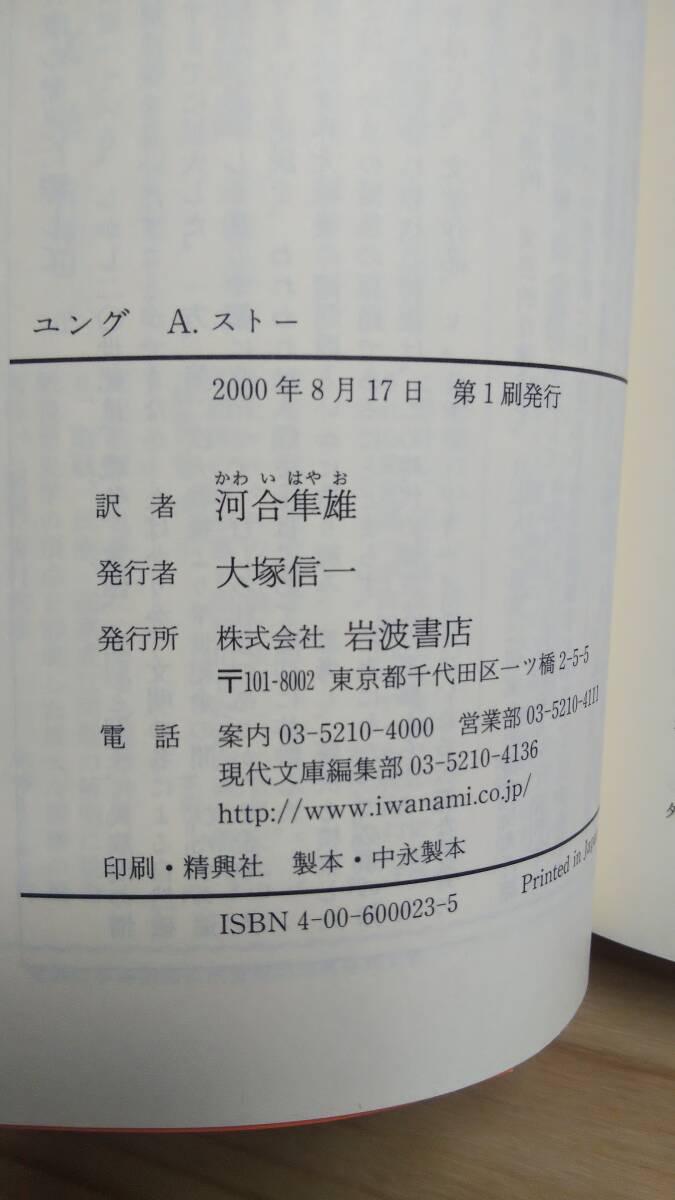 ユング　A. ストー
2000年8月17日　第1刷発行
かわ い はや お
訳　者　河合隼雄
発行者　大塚信一
発行所　株式会社 岩波書店
〒101-8002 東京都千代田区一ツ橋2-5-5
電　話　案内 03-5210-4000　営業部 03-5210-4111
現代文庫編集部 03-5210-4136
http://www.iwanami.co.jp/
印刷・精興社　製本・中永製本
ISBN 4-00-600023-5　Printed in Japan